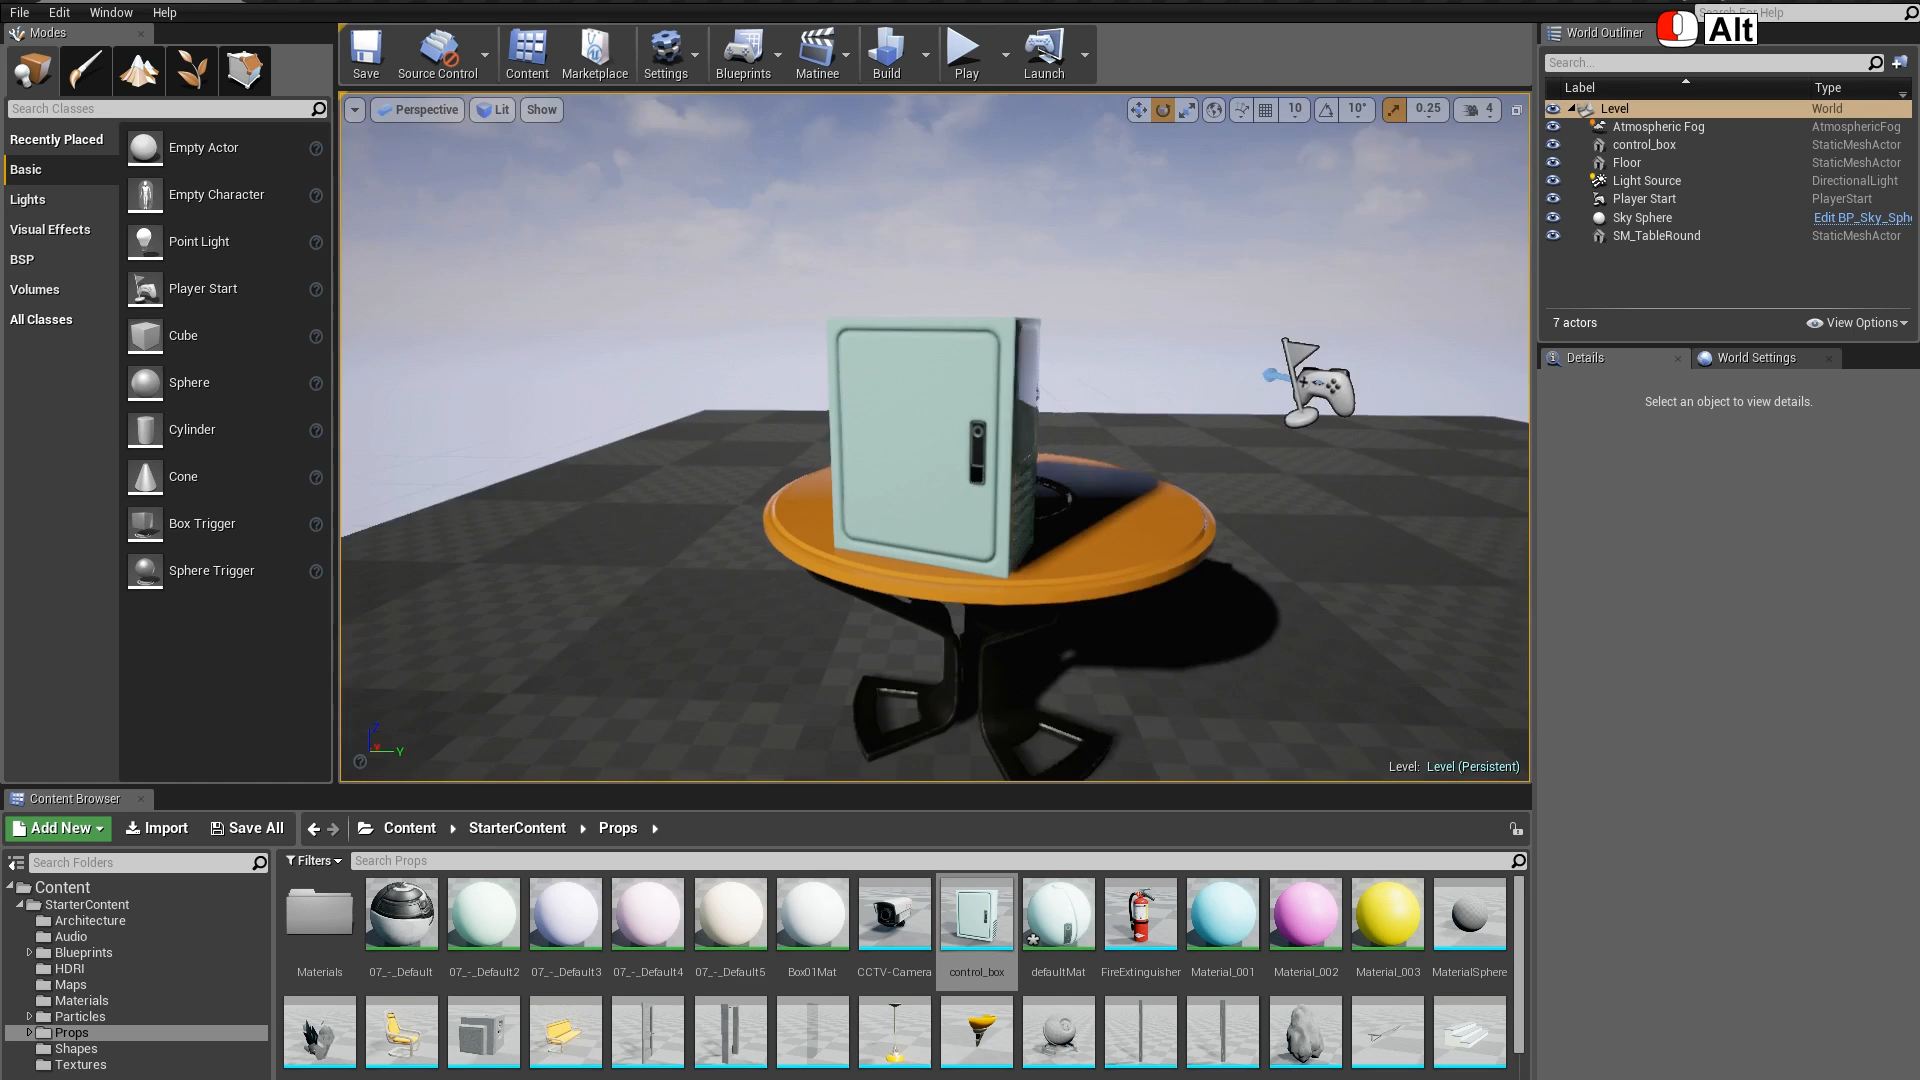 File Edit Window Help
Search For Help
Alt
Modes
Search Classes
Recently Placed
Basic
Lights
Visual Effects
BSP
Volumes
All Classes
Empty Actor
Empty Character
Point Light
Player Start
Cube
Sphere
Cylinder
Cone
Box Trigger
Sphere Trigger
Save Source Control Content Marketplace Settings Blueprints Matinee Build Play Launch
Perspective Lit Show
10 10° 0.25 4
Z
Y
Level: Level (Persistent)
World Outliner
Search...
Label Type
Level World
Atmospheric Fog AtmosphericFog
control_box StaticMeshActor
Floor StaticMeshActor
Light Source DirectionalLight
Player Start PlayerStart
Sky Sphere Edit BP_Sky_Sph
SM_TableRound StaticMeshActor
7 actors View Options
Details World Settings
Select an object to view details.
Content Browser
Add New Import Save All Content StarterContent Props
Search Folders
Filters Search Props
Content
StarterContent
Architecture
Audio
Blueprints
HDRI
Maps
Materials
Particles
Props
Shapes
Textures
Materials 07_-_Default 07_-_Default2 07_-_Default3 07_-_Default4 07_-_Default5 Box01Mat CCTV-Camera control_box defaultMat FireExtinguisher Material_001 Material_002 Material_003 MaterialSphere